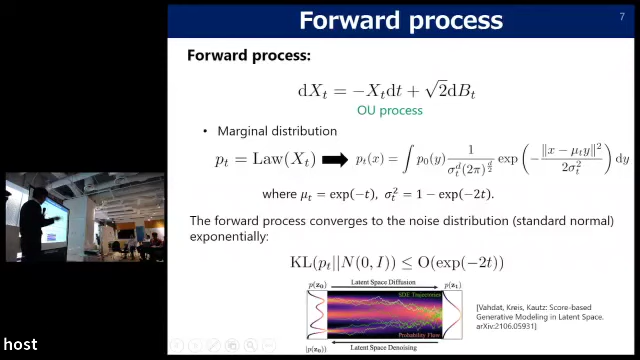 Forward process
7
Forward process:
dX_t = −X_t dt + √2 dB_t
OU process
• Marginal distribution
p_t = Law(X_t) ➡ p_t(x) = ∫ p_0(y) 1/(σ_t^d (2π)^{d/2}) exp(−‖x − μ_t y‖²/(2σ_t²)) dy
where μ_t = exp(−t), σ_t² = 1 − exp(−2t).
The forward process converges to the noise distribution (standard normal)
exponentially:
KL(p_t||N(0, I)) ≤ O(exp(−2t))
p(z₀) Latent Space Diffusion p(z₁)
SDE Trajectories
Probability Flow
(p(z₀)) Latent Space Denoising
[Vahdat, Kreis, Kautz: Score-based
Generative Modeling in Latent Space.
arXiv:2106.05931]
host